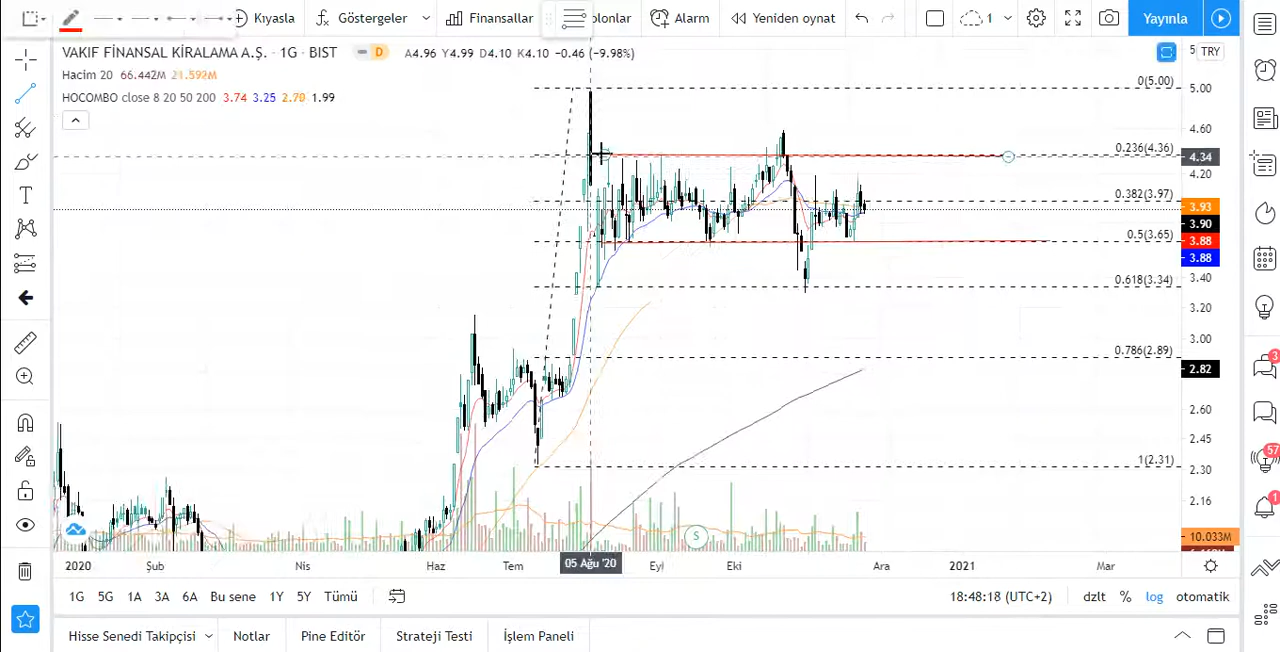 Kıyasla
Göstergeler
Finansallar
olonlar
Alarm
Yeniden oynat
1
Yayınla
VAKIF FİNANSAL KİRALAMA A.Ş. · 1G · BIST
D
A4.96 Y4.99 D4.10 K4.10 −0.46 (−9.98%)
Hacim 20 66.442M 21.592M
HOCOMBO close 8 20 50 200 3.74 3.25 2.70 1.99
5
TRY
0(5.00)
5.00
4.60
0.236(4.36)
4.34
4.20
0.382(3.97)
3.93
3.90
0.5(3.65)
3.88
3.88
0.618(3.34)
3.40
3.20
3.00
0.786(2.89)
2.82
2.60
2.45
1(2.31)
2.30
2.16
S
10.033M
3
57
1
2020
Şub
Nis
Haz
Tem
05 Ağu '20
Eyl
Eki
Ara
2021
Mar
1G 5G 1A 3A 6A Bu sene 1Y 5Y Tümü
18:48:18 (UTC+2)
dzlt % log otomatik
Hisse Senedi Takipçisi
Notlar
Pine Editör
Strateji Testi
İşlem Paneli